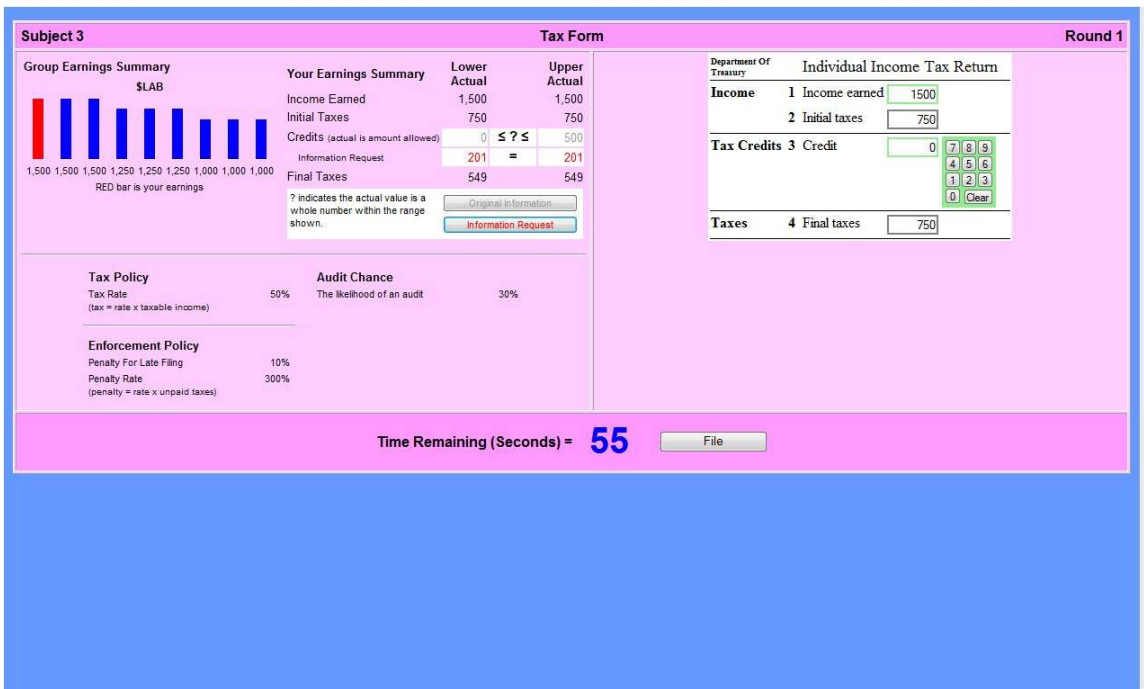 Subject 3 Tax Form Round 1
Group Earnings Summary
$LAB
1,500 1,500 1,500 1,250 1,250 1,250 1,000 1,000 1,000
RED bar is your earnings
Your Earnings Summary Lower Actual Upper Actual
Income Earned 1,500 1,500
Initial Taxes 750 750
Credits (actual is amount allowed) 0 ≤ ? ≤ 500
Information Request 201 = 201
Final Taxes 549 549
? indicates the actual value is a
whole number within the range
shown.
Original Information
Information Request
Tax Policy
Tax Rate 50%
(tax = rate x taxable income)
Audit Chance
The likelihood of an audit 30%
Enforcement Policy
Penalty For Late Filing 10%
Penalty Rate 300%
(penalty = rate x unpaid taxes)
Department Of
Treasury
Individual Income Tax Return
Income 1 Income earned 1500
2 Initial taxes 750
Tax Credits 3 Credit 0
7 8 9
4 5 6
1 2 3
0 Clear
Taxes 4 Final taxes 750
Time Remaining (Seconds) = 55 File